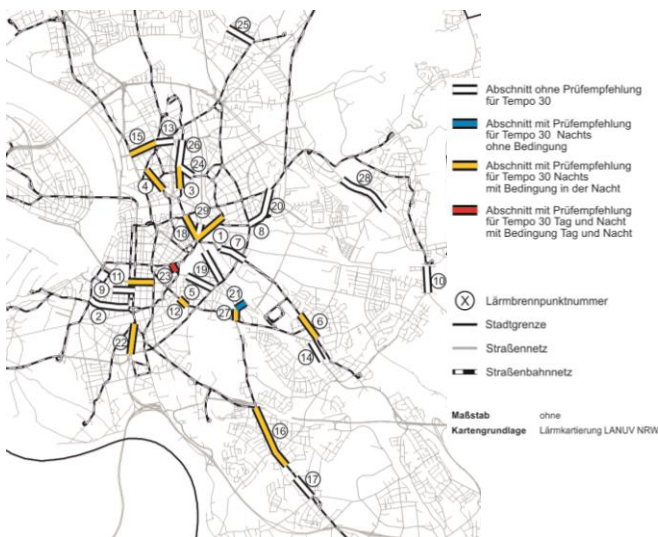 25
15
13
26
24
4
3
28
29
20
18
1
8
7
11
23
19
9
5
21
10
2
12
27
6
22
14
16
17
Abschnitt ohne Prüfempfehlung
für Tempo 30
Abschnitt mit Prüfempfehlung
für Tempo 30 Nachts
ohne Bedingung
Abschnitt mit Prüfempfehlung
für Tempo 30 Nachts
mit Bedingung in der Nacht
Abschnitt mit Prüfempfehlung
für Tempo 30 Tag und Nacht
mit Bedingung Tag und Nacht
X Lärmbrennpunktnummer
Stadtgrenze
Straßennetz
Straßenbahnnetz
Maßstab ohne
Kartengrundlage Lärmkartierung LANUV NRW